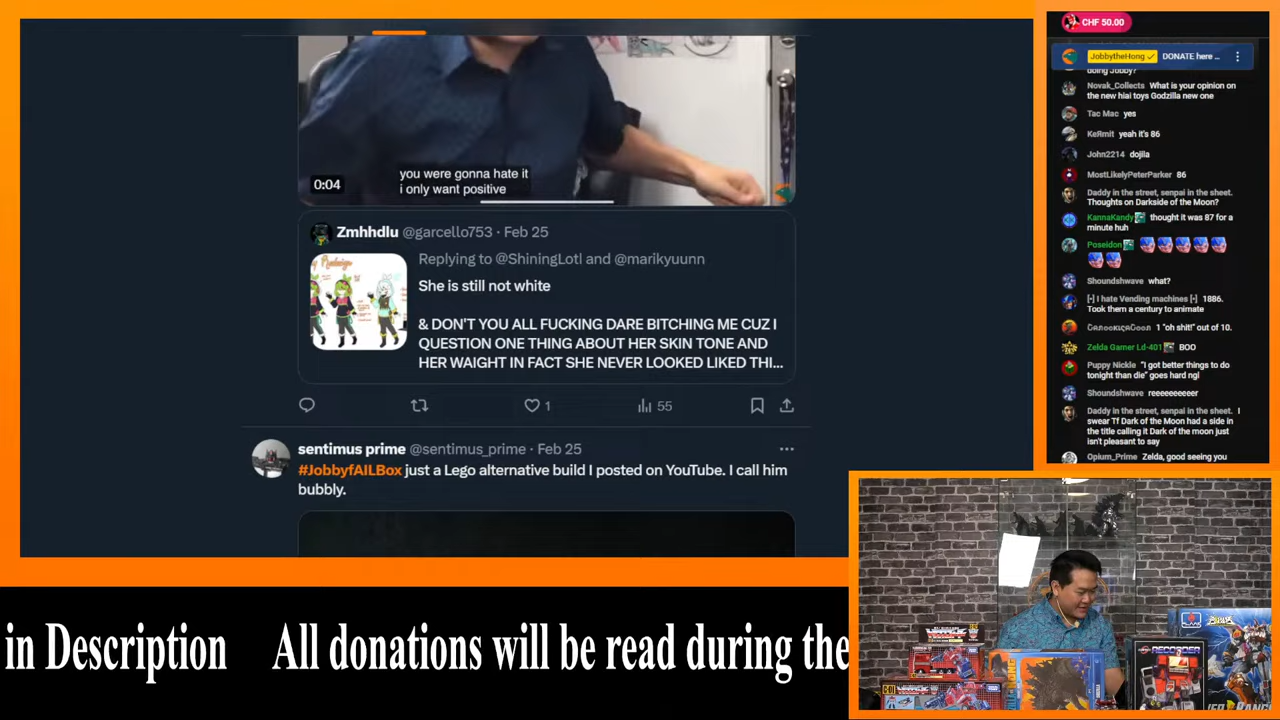 you were gonna hate it
i only want positive
0:04
Zmhhdlu @garcello753 · Feb 25
Replying to @ShiningLotl and @marikyuunn
She is still not white
& DON'T YOU ALL FUCKING DARE BITCHING ME CUZ I
QUESTION ONE THING ABOUT HER SKIN TONE AND
HER WAIGHT IN FACT SHE NEVER LOOKED LIKED THI...
1
55
sentimus prime @sentimus_prime · Feb 25
#JobbyfAILBox just a Lego alternative build I posted on YouTube. I call him
bubbly.
in Description All donations will be read during the
CHF 50.00
JobbytheHong DONATE here ...
going Jobby?
Novak_Collects What is your opinion on
the new hiai toys Godzilla new one
Tac Mac yes
KeRmit yeah it's 86
John2214 dojila
MostLikelyPeterParker 86
Daddy in the street, senpai in the sheet.
Thoughts on Darkside of the Moon?
KannaKandy thought it was 87 for a
minute huh
Poseidon
Shoundshwave what?
[•] I hate Vending machines [•] 1886.
Took them a century to animate
1 "oh shit!" out of 10.
Zelda Gamer Ld-401 BOO
Puppy Nickle "I got better things to do
tonight than die" goes hard ngl
Shoundshwave reeeeeeeeeer
Daddy in the street, senpai in the sheet. I
swear Tf Dark of the Moon had a side in
the title calling it Dark of the moon just
isn't pleasant to say
Opium_Prime Zelda, good seeing you
RECORDER